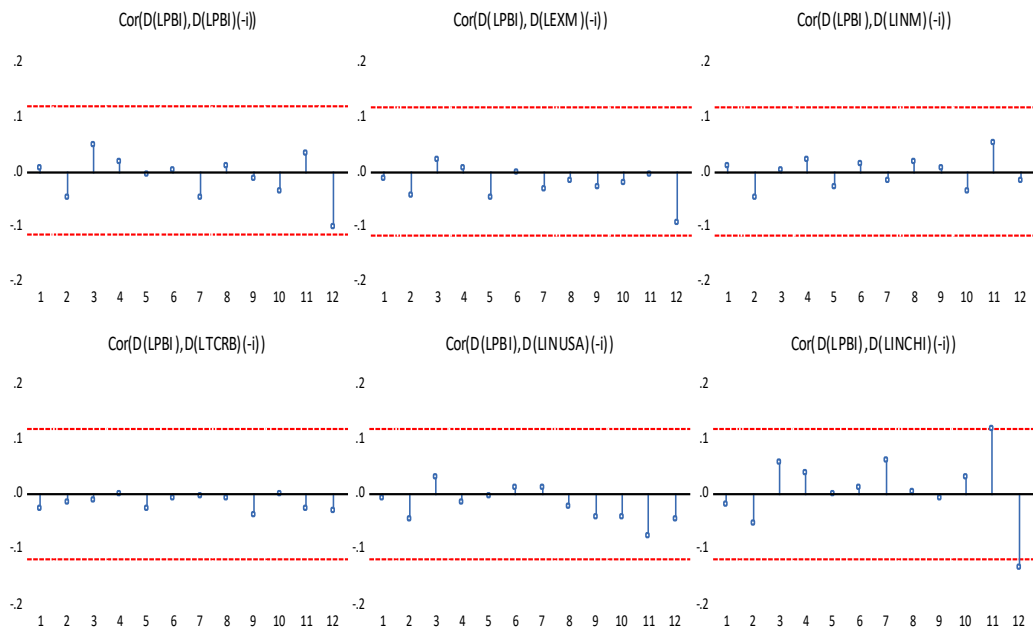 Cor(D(LPBI),D(LPBI)(-i))
.2
.1
.0
-.1
-.2
1 2 3 4 5 6 7 8 9 10 11 12
Cor(D(LPBI),D(LEXM)(-i))
.2
.1
.0
-.1
-.2
1 2 3 4 5 6 7 8 9 10 11 12
Cor(D(LPBI),D(LINM)(-i))
.2
.1
.0
-.1
-.2
1 2 3 4 5 6 7 8 9 10 11 12
Cor(D(LPBI),D(LTCRB)(-i))
.2
.1
.0
-.1
-.2
1 2 3 4 5 6 7 8 9 10 11 12
Cor(D(LPBI),D(LINUSA)(-i))
.2
.1
.0
-.1
-.2
1 2 3 4 5 6 7 8 9 10 11 12
Cor(D(LPBI),D(LINCHI)(-i))
.2
.1
.0
-.1
-.2
1 2 3 4 5 6 7 8 9 10 11 12